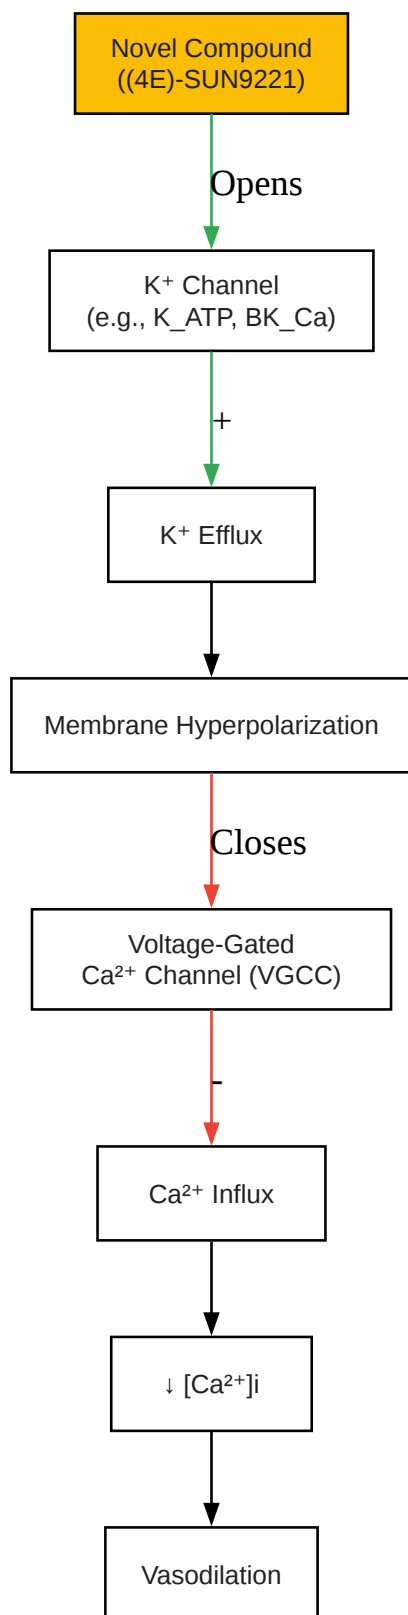 Novel Compound
((4E)-SUN9221)
Opens
K⁺ Channel
(e.g., K_ATP, BK_Ca)
+
K⁺ Efflux
Membrane Hyperpolarization
Closes
Voltage-Gated
Ca²⁺ Channel (VGCC)
-
Ca²⁺ Influx
↓ [Ca²⁺]i
Vasodilation